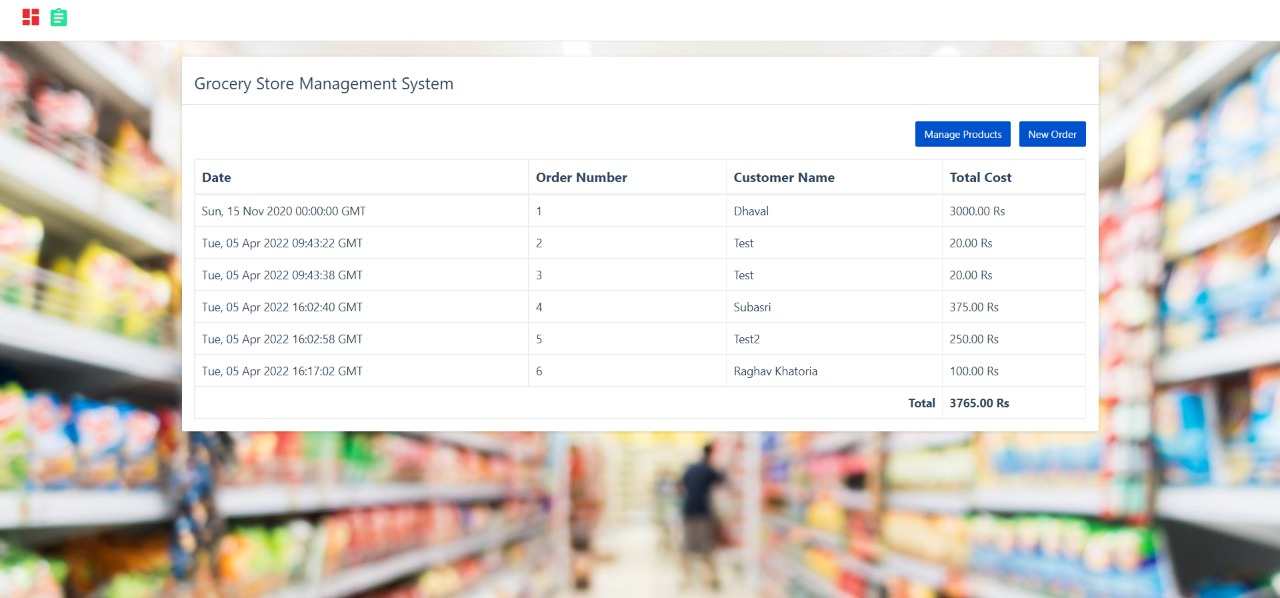 Grocery Store Management System
Manage Products New Order
Date Order Number Customer Name Total Cost
Sun, 15 Nov 2020 00:00:00 GMT 1 Dhaval 3000.00 Rs
Tue, 05 Apr 2022 09:43:22 GMT 2 Test 20.00 Rs
Tue, 05 Apr 2022 09:43:38 GMT 3 Test 20.00 Rs
Tue, 05 Apr 2022 16:02:40 GMT 4 Subasri 375.00 Rs
Tue, 05 Apr 2022 16:02:58 GMT 5 Test2 250.00 Rs
Tue, 05 Apr 2022 16:17:02 GMT 6 Raghav Khatoria 100.00 Rs
Total 3765.00 Rs